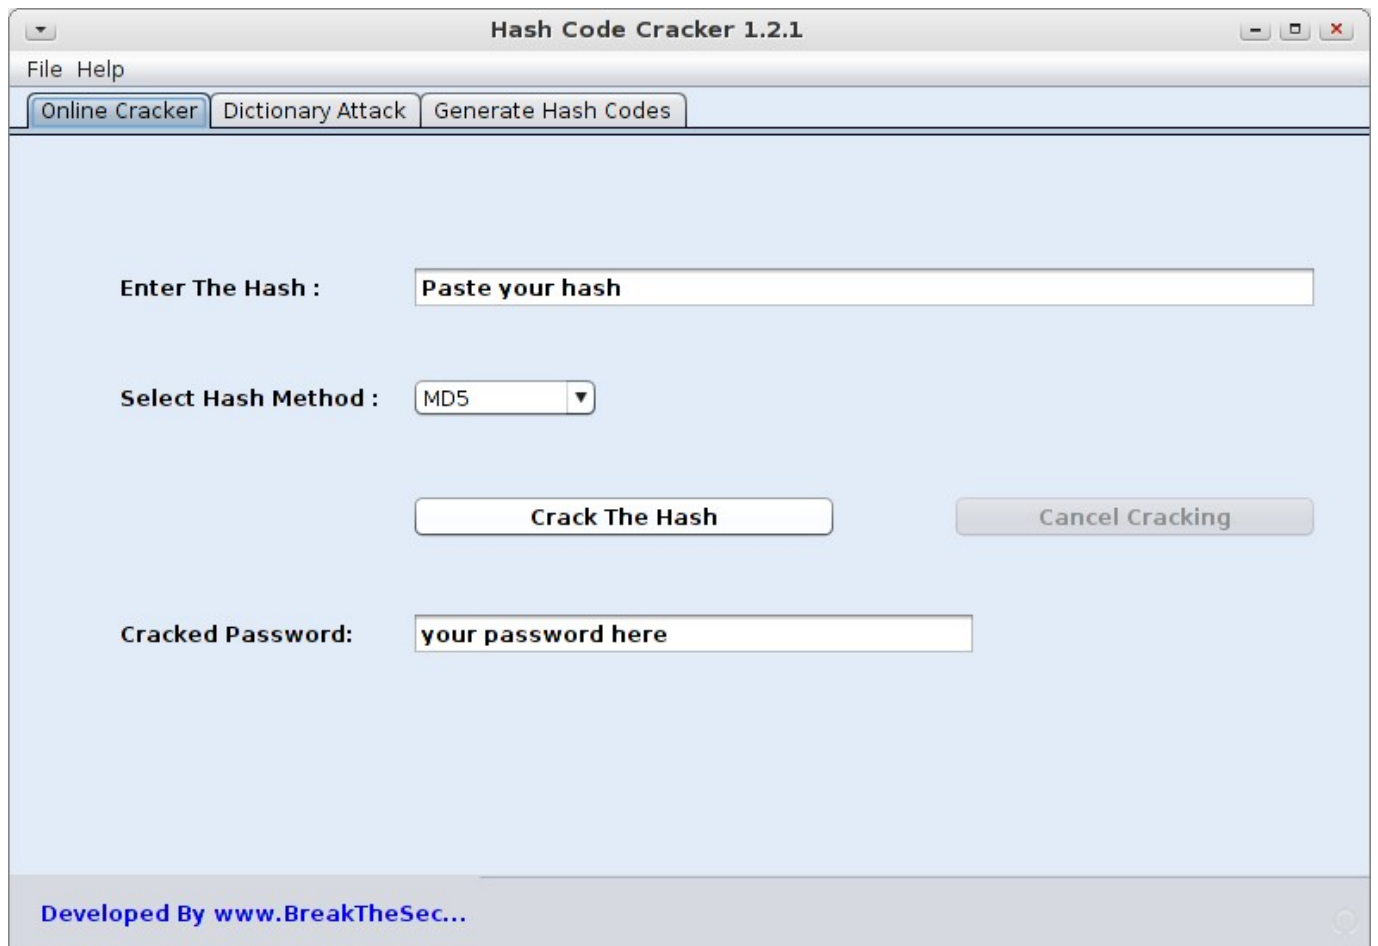 Hash Code Cracker 1.2.1
File Help
Online Cracker Dictionary Attack Generate Hash Codes
Enter The Hash : Paste your hash
Select Hash Method : MD5
Crack The Hash Cancel Cracking
Cracked Password: your password here
Developed By www.BreakTheSec...